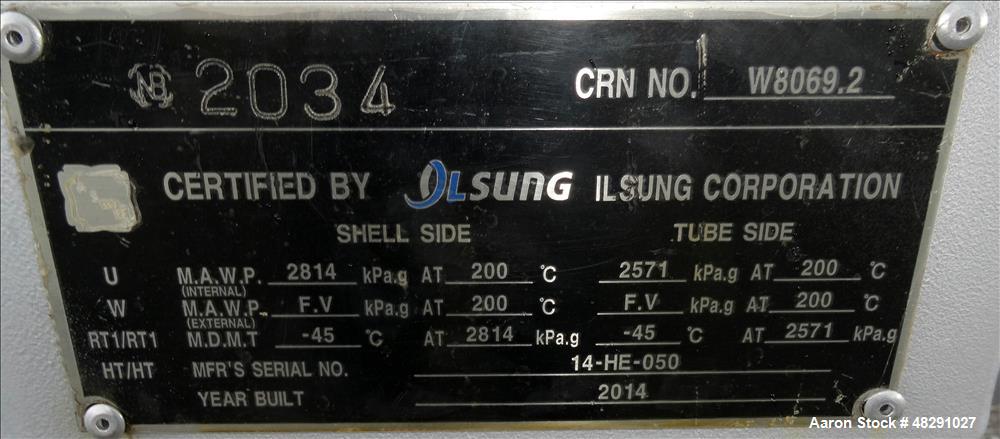 NB 2034 CRN NO. W8069.2
CERTIFIED BY ILSUNG ILSUNG CORPORATION
SHELL SIDE TUBE SIDE
U M.A.W.P. 2814 kPa.g AT 200 °C 2571 kPa.g AT 200 °C
(INTERNAL)
W M.A.W.P. F.V kPa.g AT 200 °C F.V kPa.g AT 200 °C
(EXTERNAL)
RT1/RT1 M.D.M.T -45 °C AT 2814 kPa.g -45 °C AT 2571 kPa.g
HT/HT MFR'S SERIAL NO. 14-HE-050
YEAR BUILT 2014
Aaron Stock # 48291027